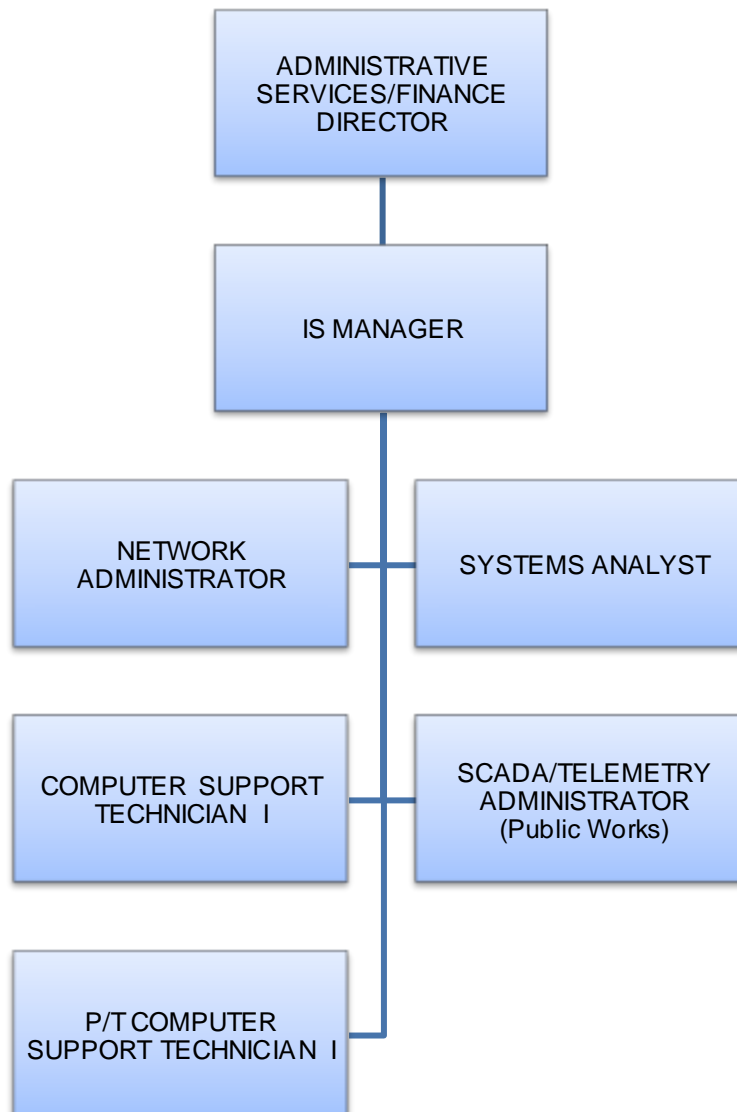 ADMINISTRATIVE
SERVICES/FINANCE
DIRECTOR
IS MANAGER
NETWORK
ADMINISTRATOR
SYSTEMS ANALYST
COMPUTER SUPPORT
TECHNICIAN I
SCADA/TELEMETRY
ADMINISTRATOR
(Public Works)
P/T COMPUTER
SUPPORT TECHNICIAN I